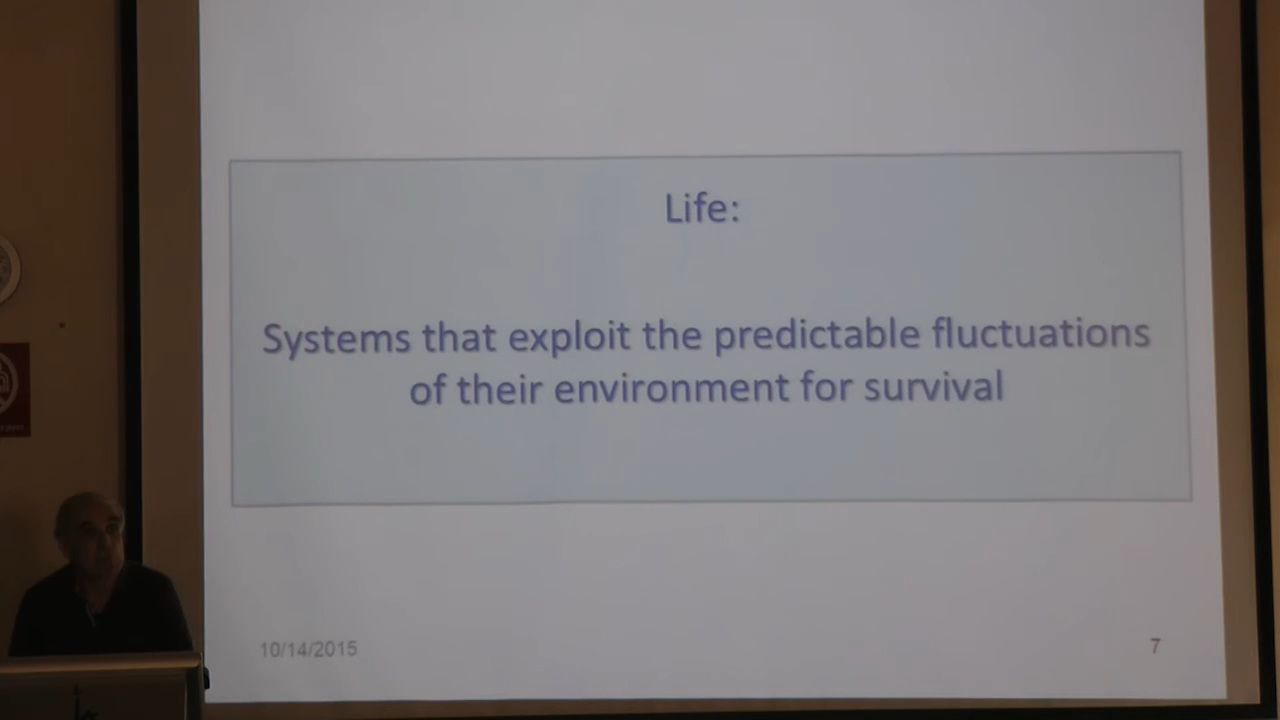 Life:
Systems that exploit the predictable fluctuations
of their environment for survival
10/14/2015
7